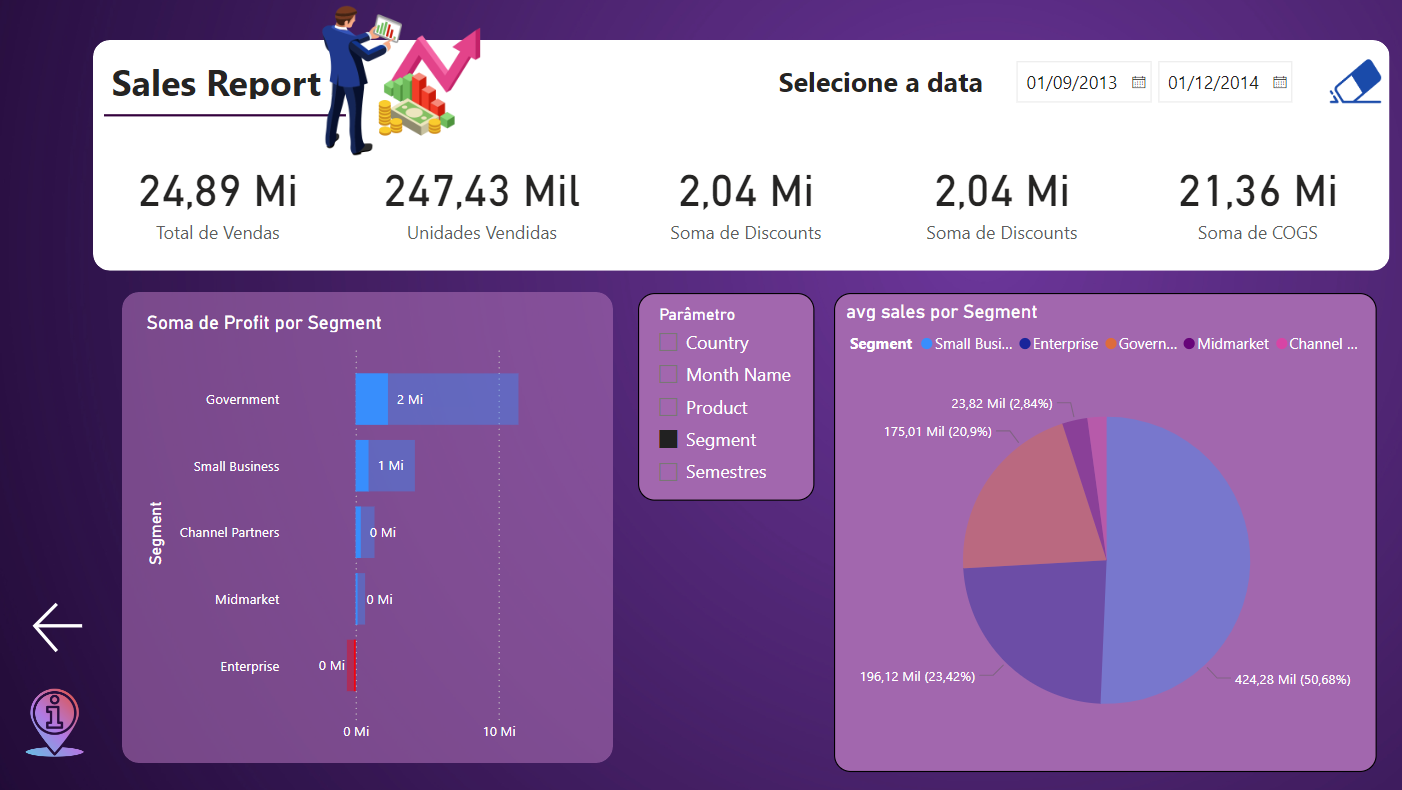 Sales Report
Selecione a data
01/09/2013
01/12/2014
24,89 Mi
Total de Vendas
247,43 Mil
Unidades Vendidas
2,04 Mi
Soma de Discounts
2,04 Mi
Soma de Discounts
21,36 Mi
Soma de COGS
Soma de Profit por Segment
Segment
Government
2 Mi
Small Business
1 Mi
Channel Partners
0 Mi
Midmarket
0 Mi
Enterprise
0 Mi
0 Mi
10 Mi
Parâmetro
Country
Month Name
Product
Segment
Semestres
avg sales por Segment
Segment Small Busi... Enterprise Govern... Midmarket Channel ...
23,82 Mil (2,84%)
175,01 Mil (20,9%)
196,12 Mil (23,42%)
424,28 Mil (50,68%)